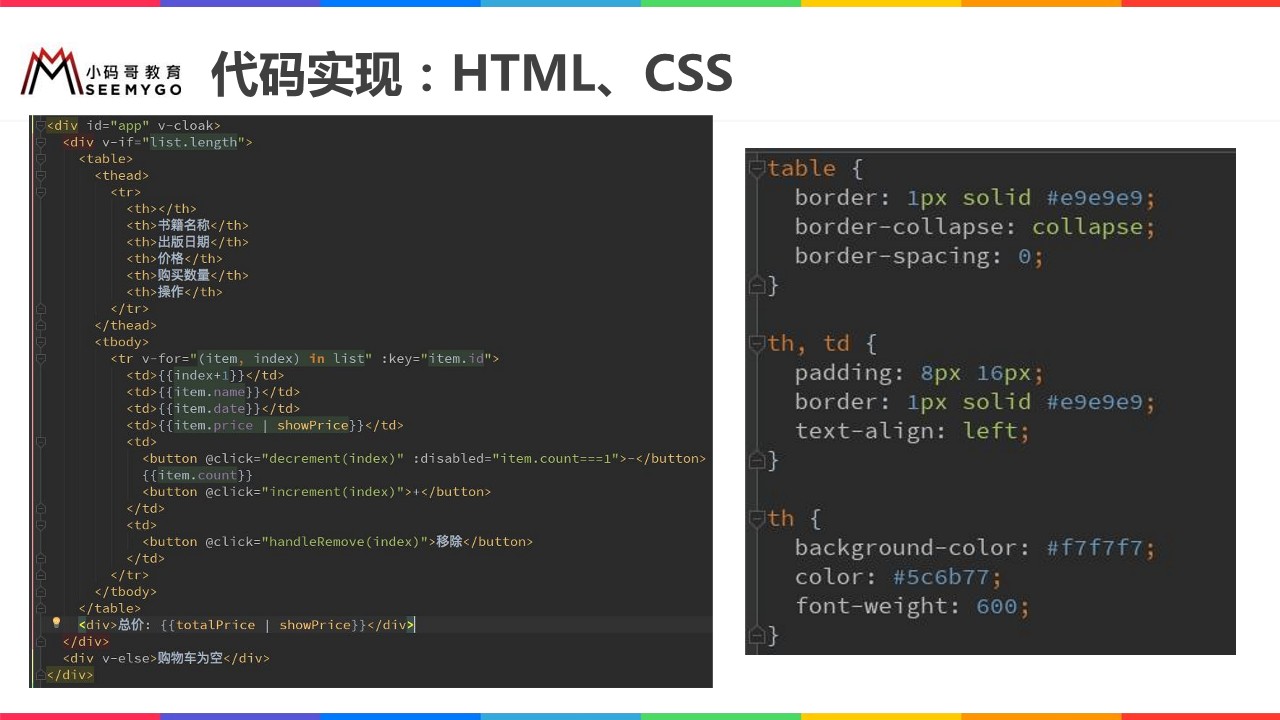 小码哥教育
SEEMYGO
代码实现：HTML、CSS
<div id="app" v-cloak>
<div v-if="list.length">
<table>
<thead>
<tr>
<th></th>
<th>书籍名称</th>
<th>出版日期</th>
<th>价格</th>
<th>购买数量</th>
<th>操作</th>
</tr>
</thead>
<tbody>
<tr v-for="(item, index) in list" :key="item.id">
<td>{{index+1}}</td>
<td>{{item.name}}</td>
<td>{{item.date}}</td>
<td>{{item.price | showPrice}}</td>
<td>
<button @click="decrement(index)" :disabled="item.count===1">-</button>
{{item.count}}
<button @click="increment(index)">+</button>
</td>
<td>
<button @click="handleRemove(index)">移除</button>
</td>
</tr>
</tbody>
</table>
<div>总价: {{totalPrice | showPrice}}</div>
</div>
<div v-else>购物车为空</div>
</div>
table {
border: 1px solid #e9e9e9;
border-collapse: collapse;
border-spacing: 0;
}
th, td {
padding: 8px 16px;
border: 1px solid #e9e9e9;
text-align: left;
}
th {
background-color: #f7f7f7;
color: #5c6b77;
font-weight: 600;
}